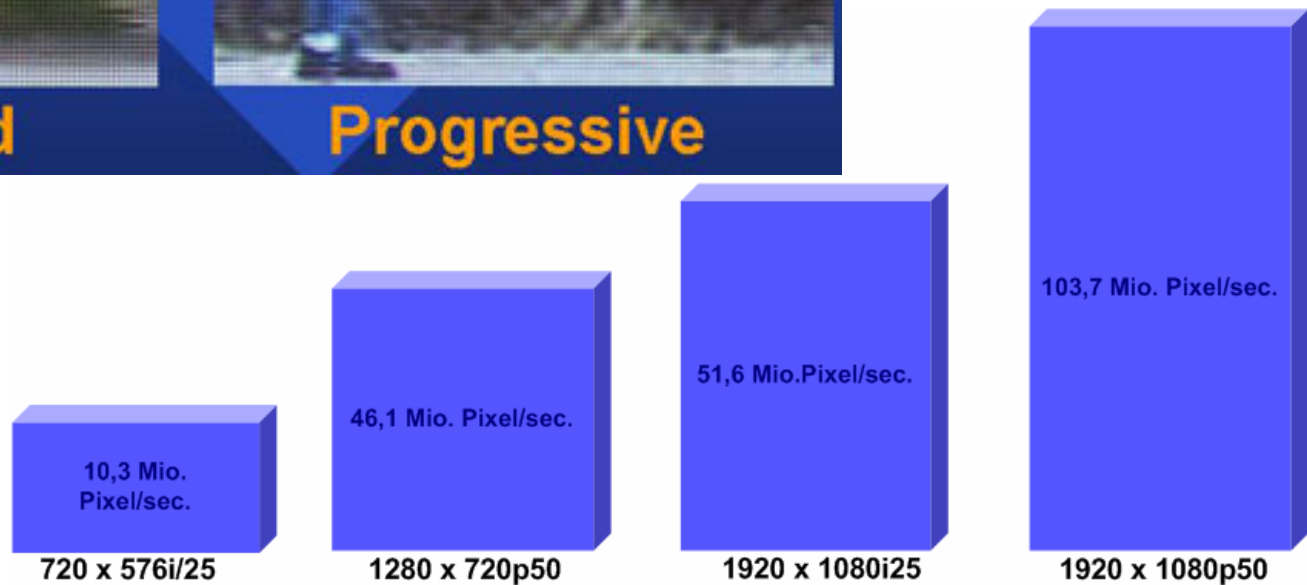 d
Progressive
103,7 Mio. Pixel/sec.
51,6 Mio.Pixel/sec.
46,1 Mio. Pixel/sec.
10,3 Mio.
Pixel/sec.
720 x 576i/25
1280 x 720p50
1920 x 1080i25
1920 x 1080p50